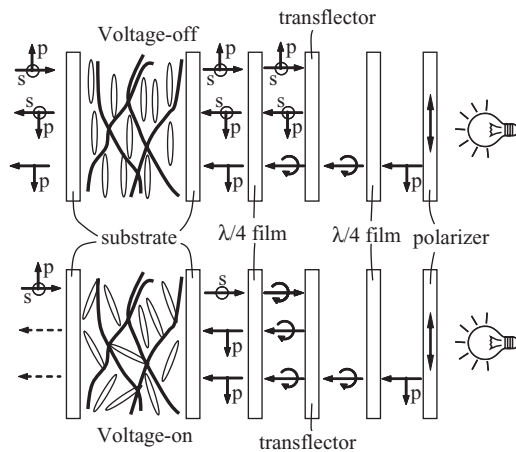 transflector
Voltage-off
p
p
p
s
s
s
s
s
p
p
p
s
p
p
p
p
substrate
λ/4 film
λ/4 film
polarizer
p
s
s
p
p
p
Voltage-on
transflector